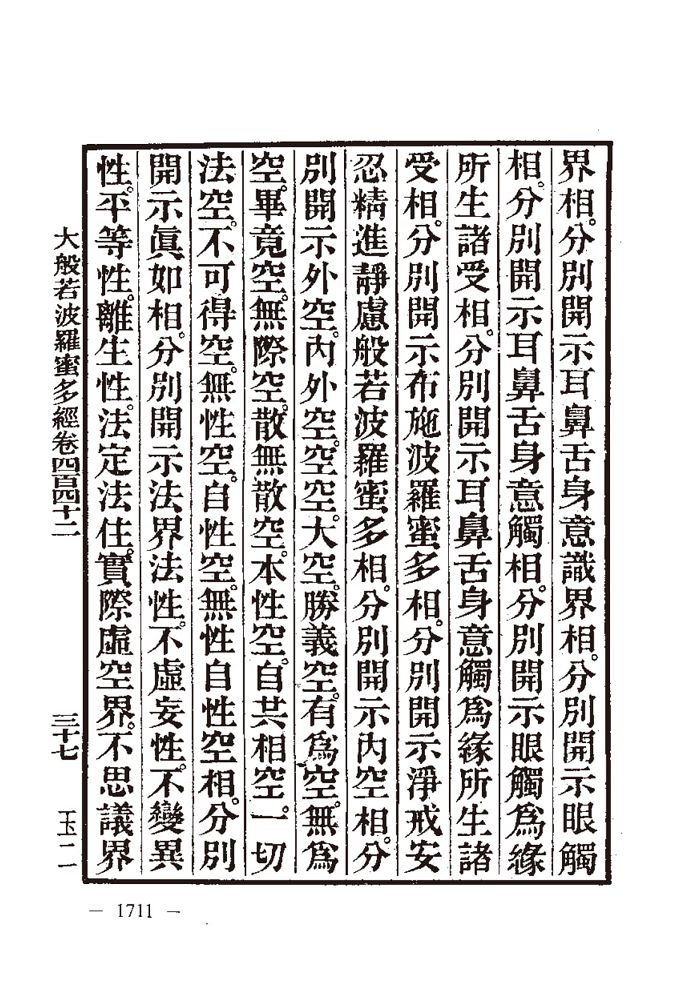 界相。分別開示耳鼻舌身意識界相。分別開示眼觸
相。分別開示耳鼻舌身意觸相。分別開示眼觸爲緣
所生諸受相。分別開示耳鼻舌身意觸爲緣所生諸
受相。分別開示布施波羅蜜多相。分別開示淨戒安
忍精進靜慮般若波羅蜜多相。分別開示內空相。分
別開示外空。內外空。空空。大空。勝義空。有爲空。無爲
空。畢竟空。無際空。散無散空。本性空。自共相空。一切
法空。不可得空。無性空。自性空。無性自性空相。分別
開示眞如相。分別開示法界法性。不虛妄性。不變異
性。平等性。離生性。法定法住。實際虛空界。不思議界
大般若波羅蜜多經卷四百四十二
三十七
玉二
— 1711 —